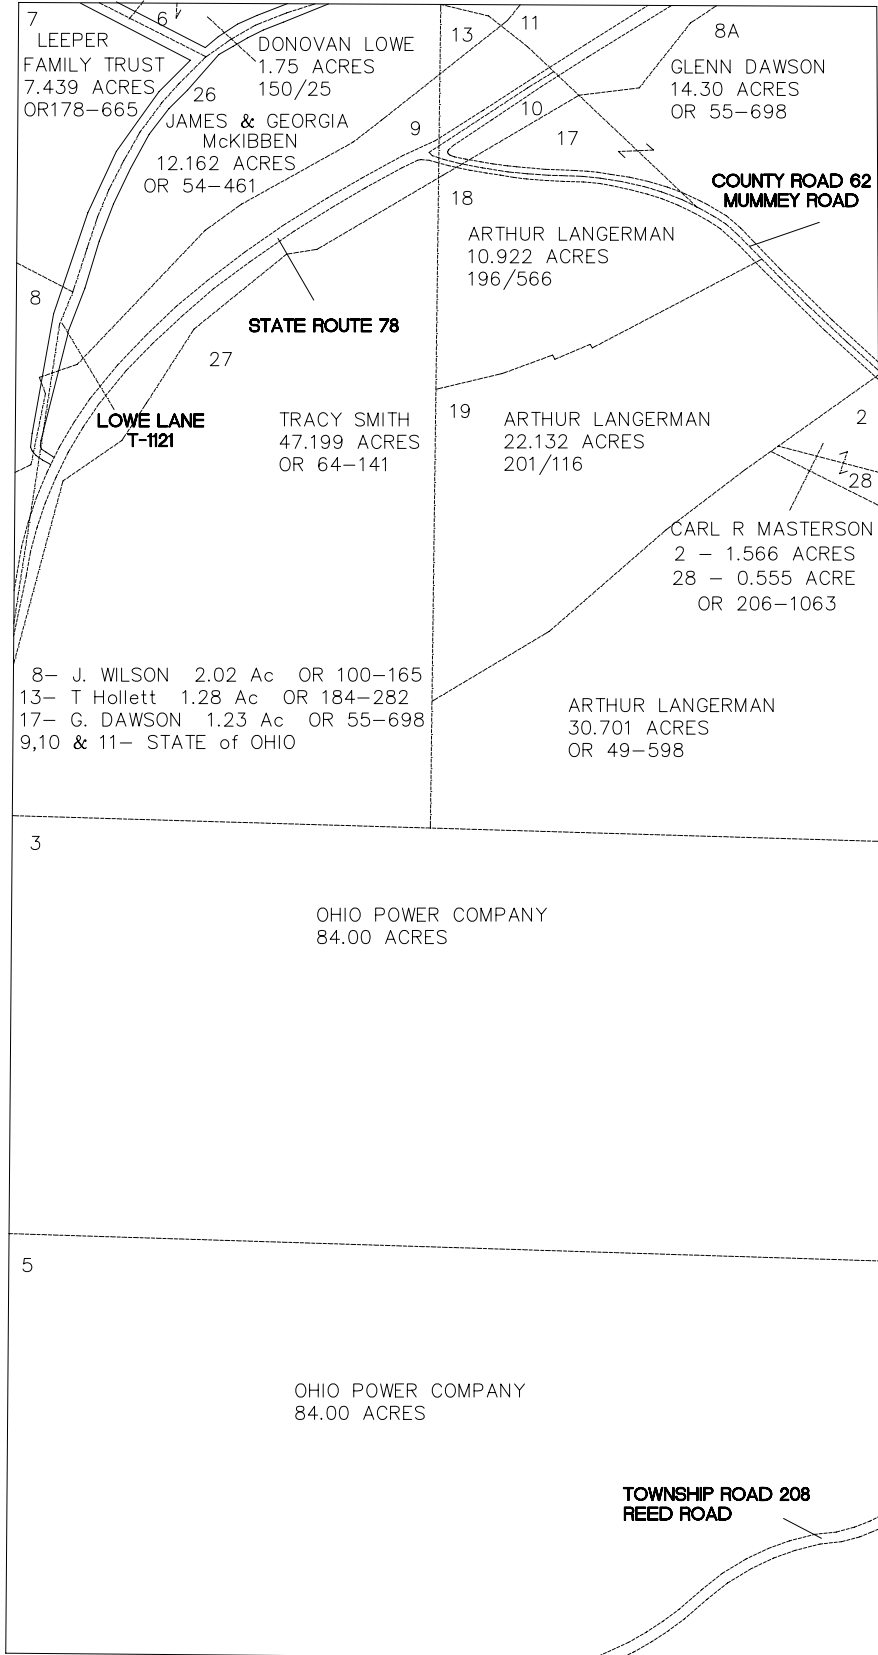 7
6
LEEPER
FAMILY TRUST
7.439 ACRES
OR178-665
DONOVAN LOWE
1.75 ACRES
150/25
26
JAMES & GEORGIA
McKIBBEN
12.162 ACRES
OR 54-461
13
11
8A
GLENN DAWSON
14.30 ACRES
OR 55-698
9
10
17
COUNTY ROAD 62
MUMMEY ROAD
18
ARTHUR LANGERMAN
10.922 ACRES
196/566
8
STATE ROUTE 78
27
LOWE LANE
T-1121
TRACY SMITH
47.199 ACRES
OR 64-141
19
ARTHUR LANGERMAN
22.132 ACRES
201/116
2
28
CARL R MASTERSON
2 - 1.566 ACRES
28 - 0.555 ACRE
OR 206-1063
8- J. WILSON 2.02 Ac OR 100-165
13- T Hollett 1.28 Ac OR 184-282
17- G. DAWSON 1.23 Ac OR 55-698
9,10 & 11- STATE of OHIO
ARTHUR LANGERMAN
30.701 ACRES
OR 49-598
3
OHIO POWER COMPANY
84.00 ACRES
5
OHIO POWER COMPANY
84.00 ACRES
TOWNSHIP ROAD 208
REED ROAD